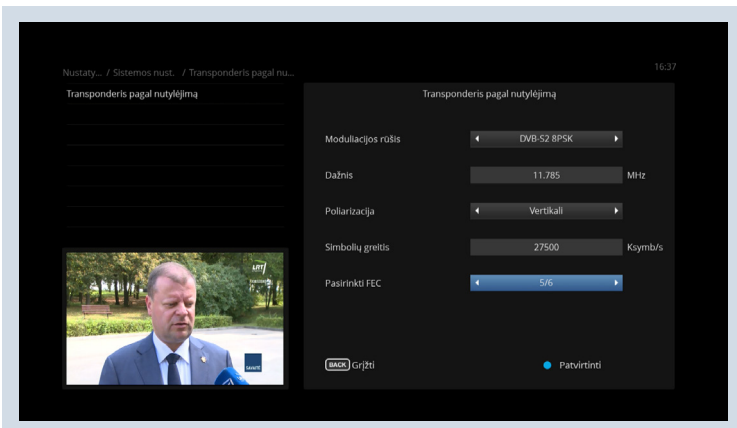 16:37
Nustaty... / Sistemos nust. / Transponderis pagal nu...
Transponderis pagal nutylėjimą
Transponderis pagal nutylėjimą
Moduliacijos rūšis DVB-S2 8PSK
Dažnis 11.785 MHz
Poliarizacija Vertikali
Simbolių greitis 27500 Ksymb/s
Pasirinkti FEC 5/6
LRT
SAVAITĖ
BACK Grįžti Patvirtinti